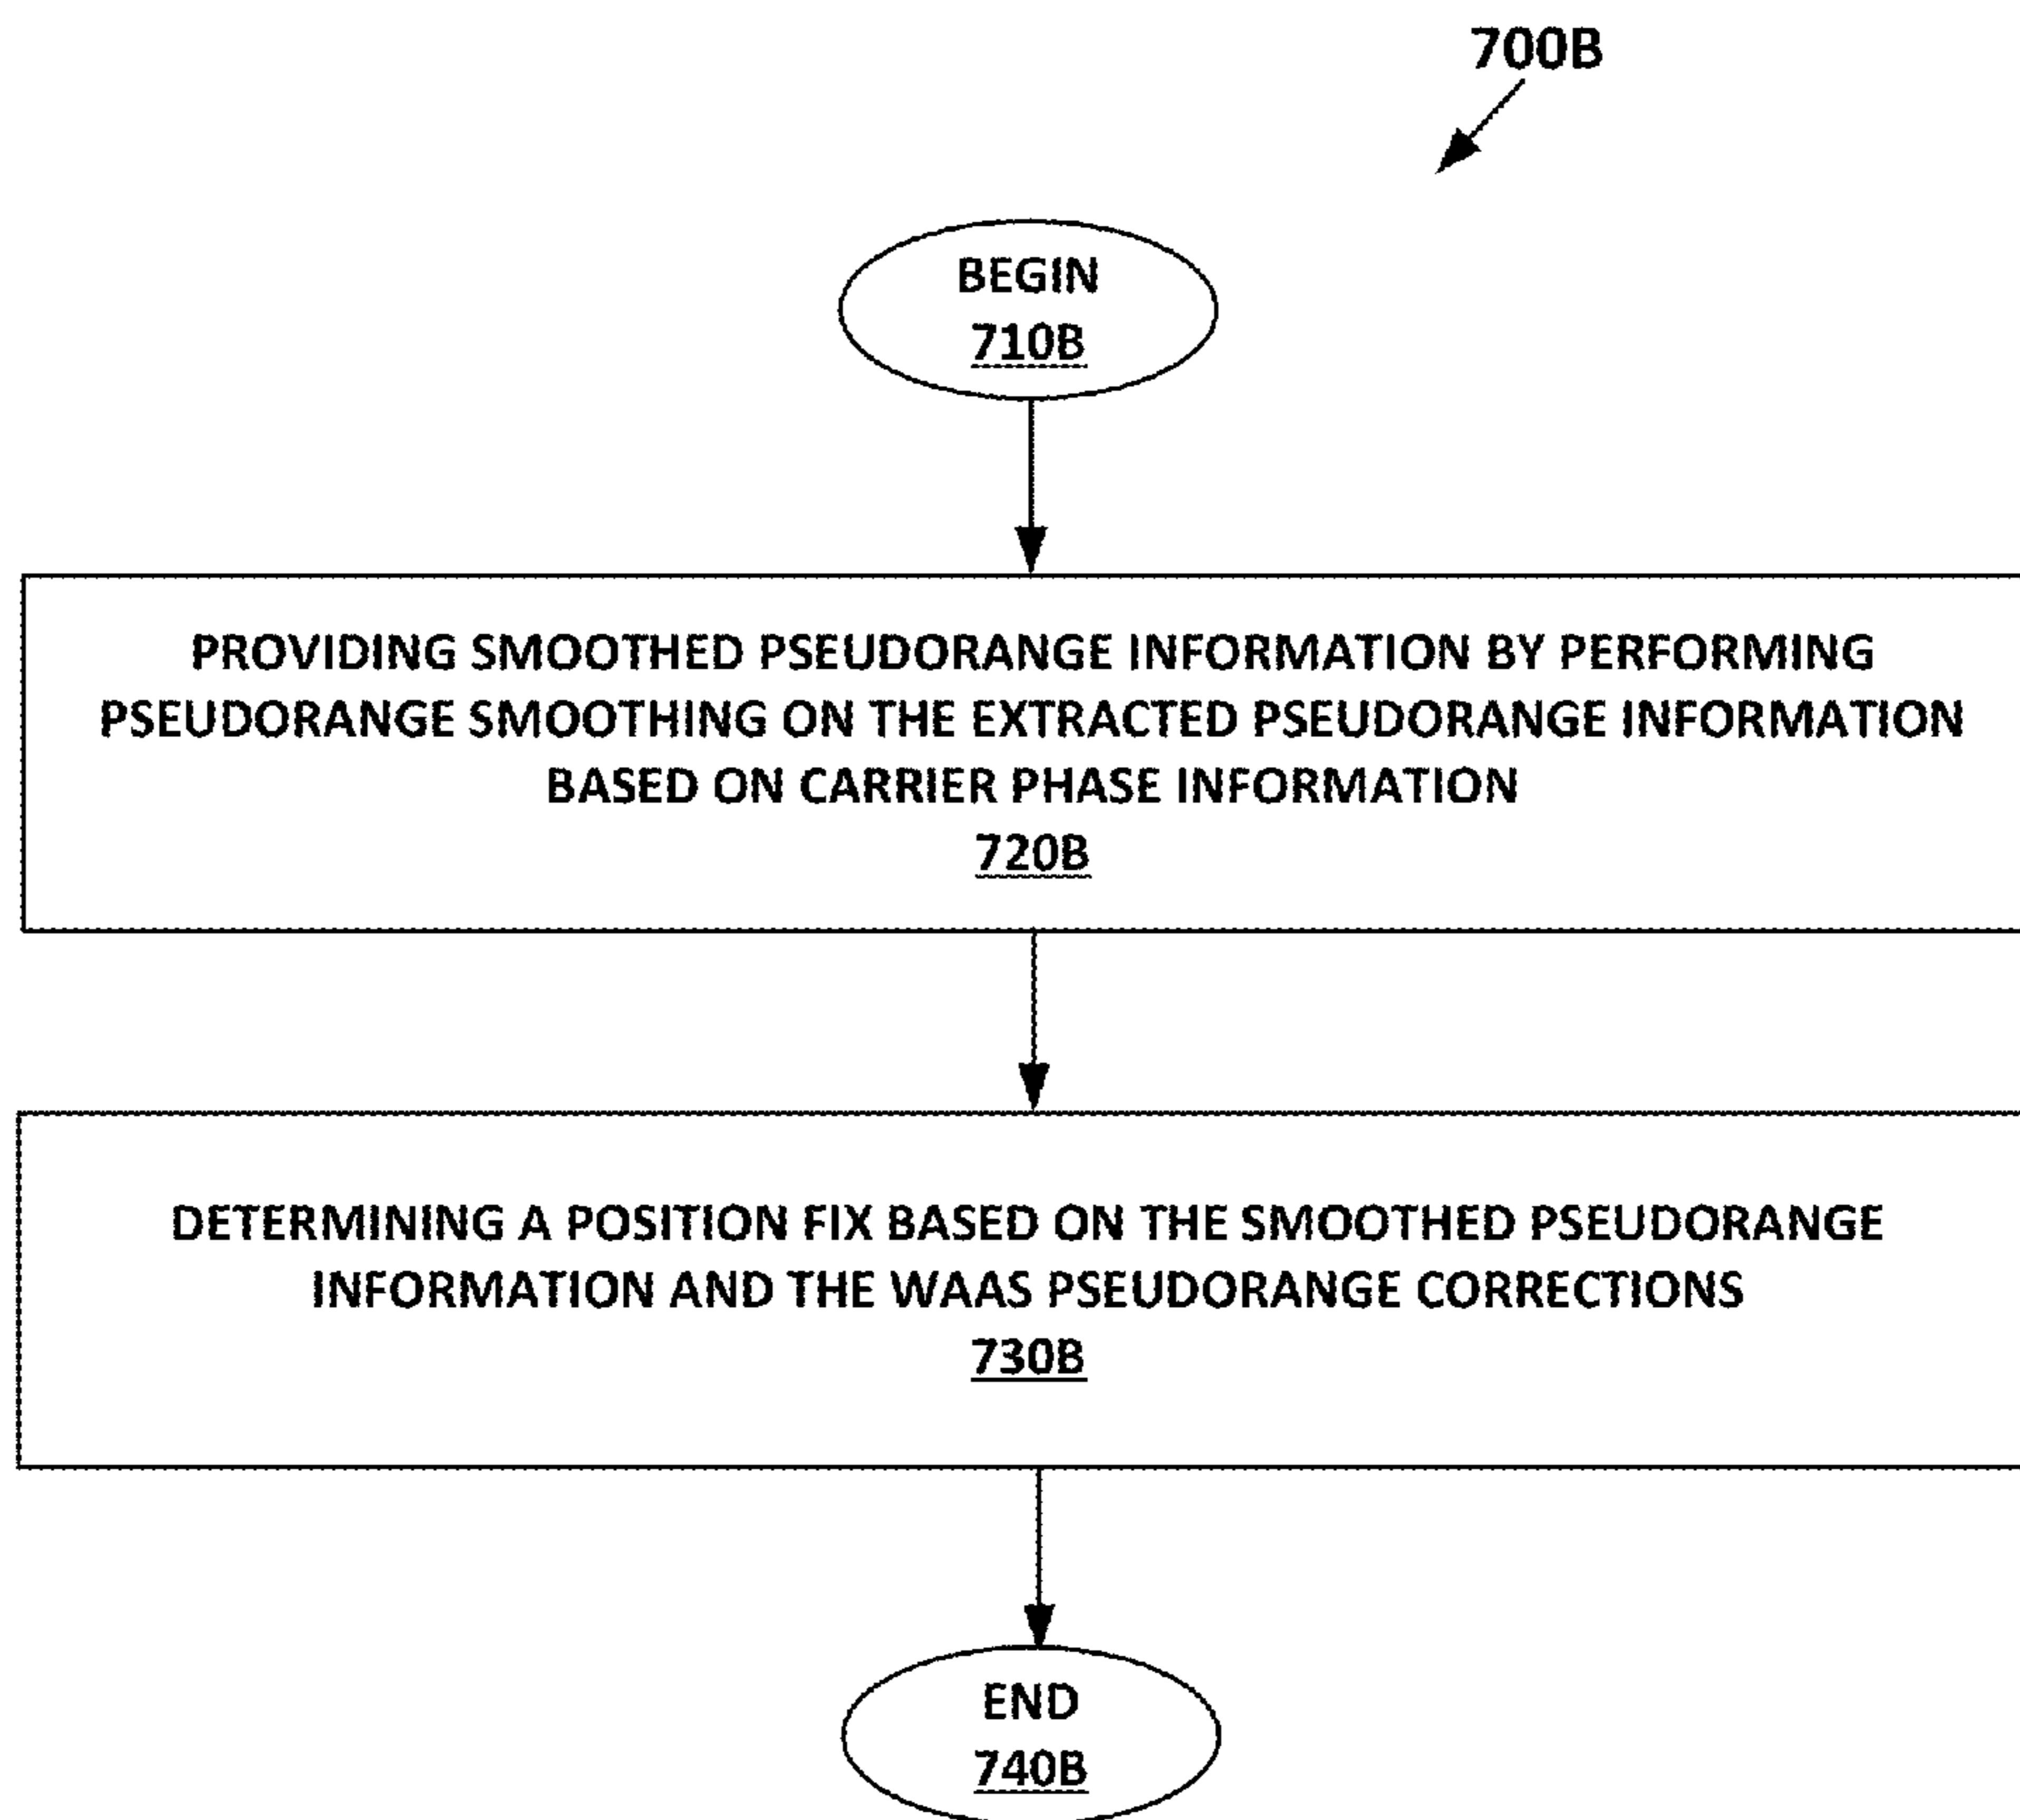 700B
BEGIN
710B
PROVIDING SMOOTHED PSEUDORANGE INFORMATION BY PERFORMING
PSEUDORANGE SMOOTHING ON THE EXTRACTED PSEUDORANGE INFORMATION
BASED ON CARRIER PHASE INFORMATION
720B
DETERMINING A POSITION FIX BASED ON THE SMOOTHED PSEUDORANGE
INFORMATION AND THE WAAS PSEUDORANGE CORRECTIONS
730B
END
740B